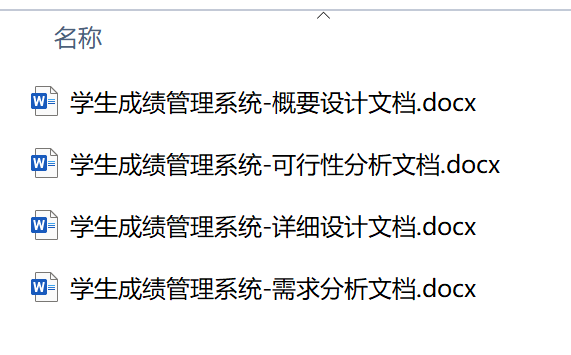 名称
学生成绩管理系统-概要设计文档.docx
学生成绩管理系统-可行性分析文档.docx
学生成绩管理系统-详细设计文档.docx
学生成绩管理系统-需求分析文档.docx